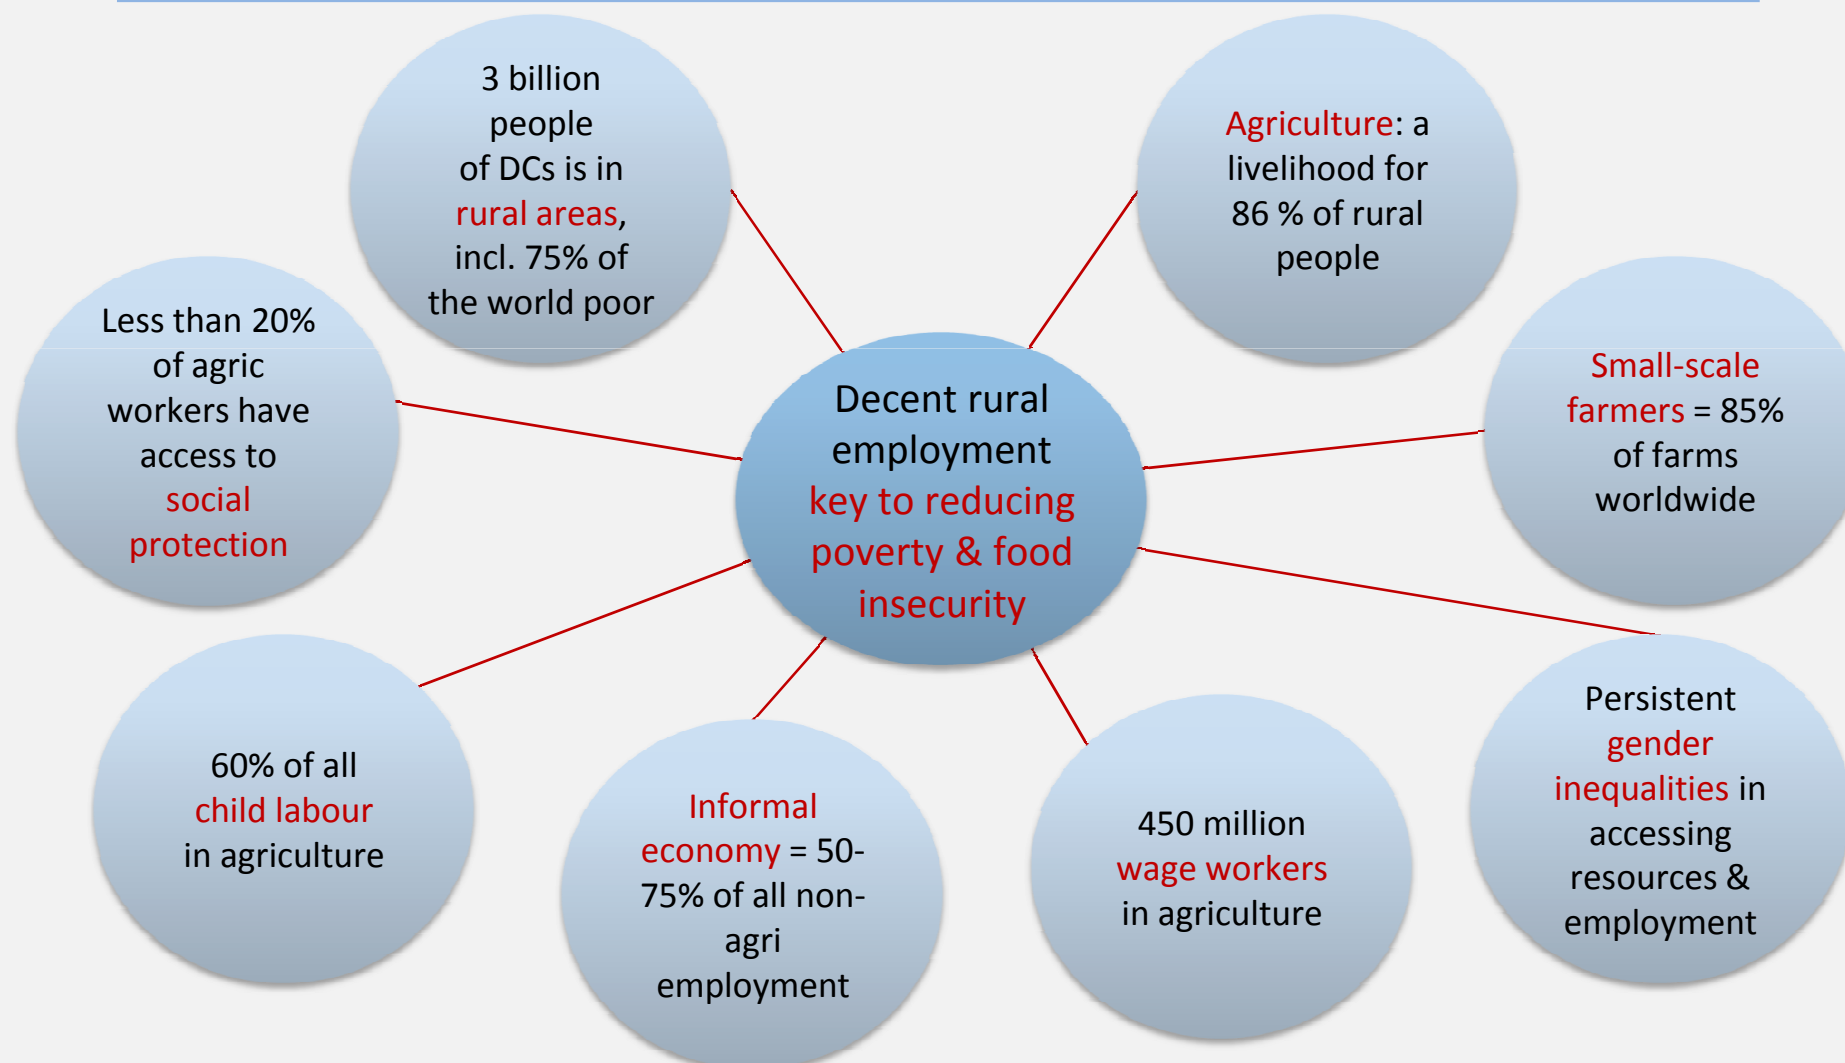 3 billion
people
of DCs is in
rural areas,
incl. 75% of
the world poor
Agriculture: a
livelihood for
86 % of rural
people
Less than 20%
of agric
workers have
access to
social
protection
Decent rural
employment
key to reducing
poverty & food
insecurity
Small-scale
farmers = 85%
of farms
worldwide
60% of all
child labour
in agriculture
Informal
economy = 50-
75% of all non-
agri
employment
450 million
wage workers
in agriculture
Persistent
gender
inequalities in
accessing
resources &
employment